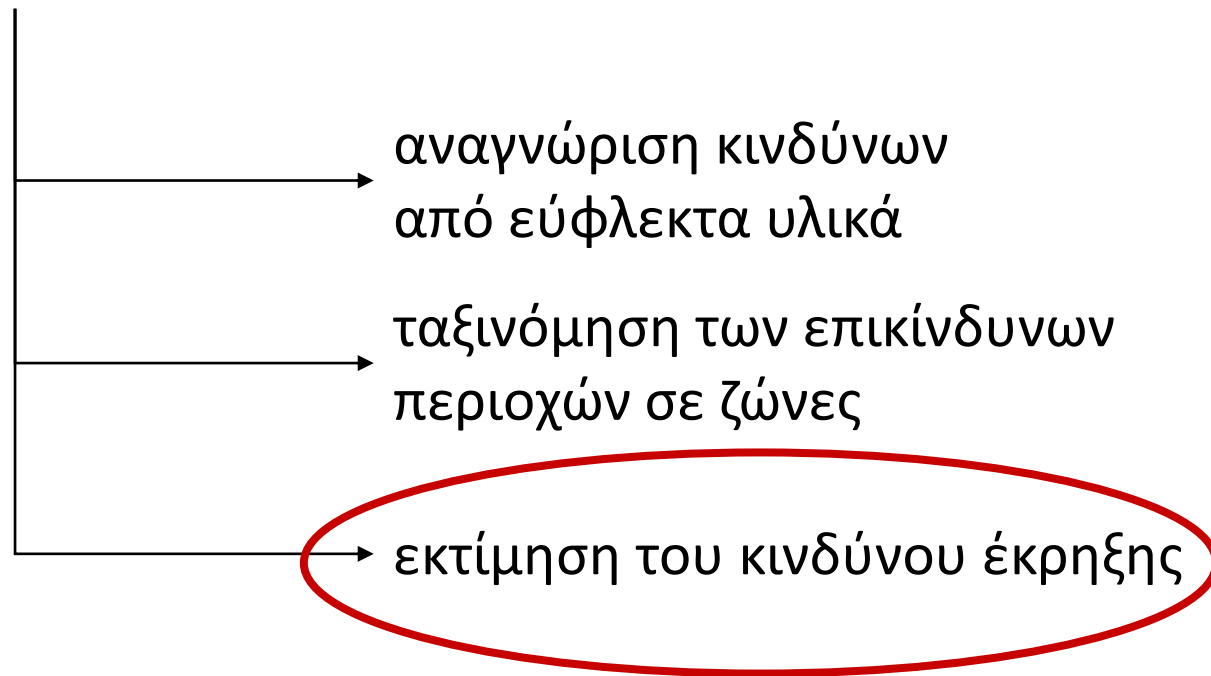 αναγνώριση κινδύνων
από εύφλεκτα υλικά
ταξινόμηση των επικίνδυνων
περιοχών σε ζώνες
εκτίμηση του κινδύνου έκρηξης